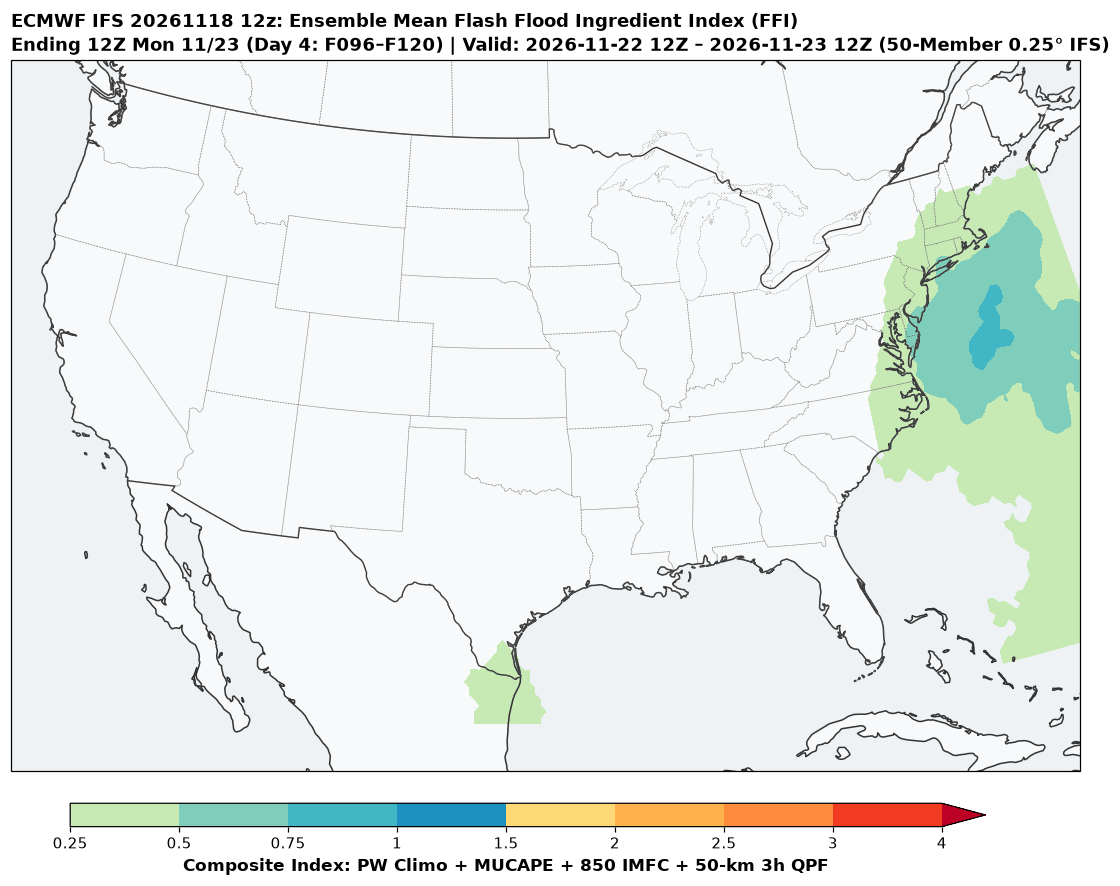 ECMWF IFS 20261118 12z: Ensemble Mean Flash Flood Ingredient Index (FFI)
Ending 12Z Mon 11/23 (Day 4: F096–F120) | Valid: 2026-11-22 12Z – 2026-11-23 12Z (50-Member 0.25° IFS)
0.25 0.5 0.75 1 1.5 2 2.5 3 4
Composite Index: PW Climo + MUCAPE + 850 IMFC + 50-km 3h QPF